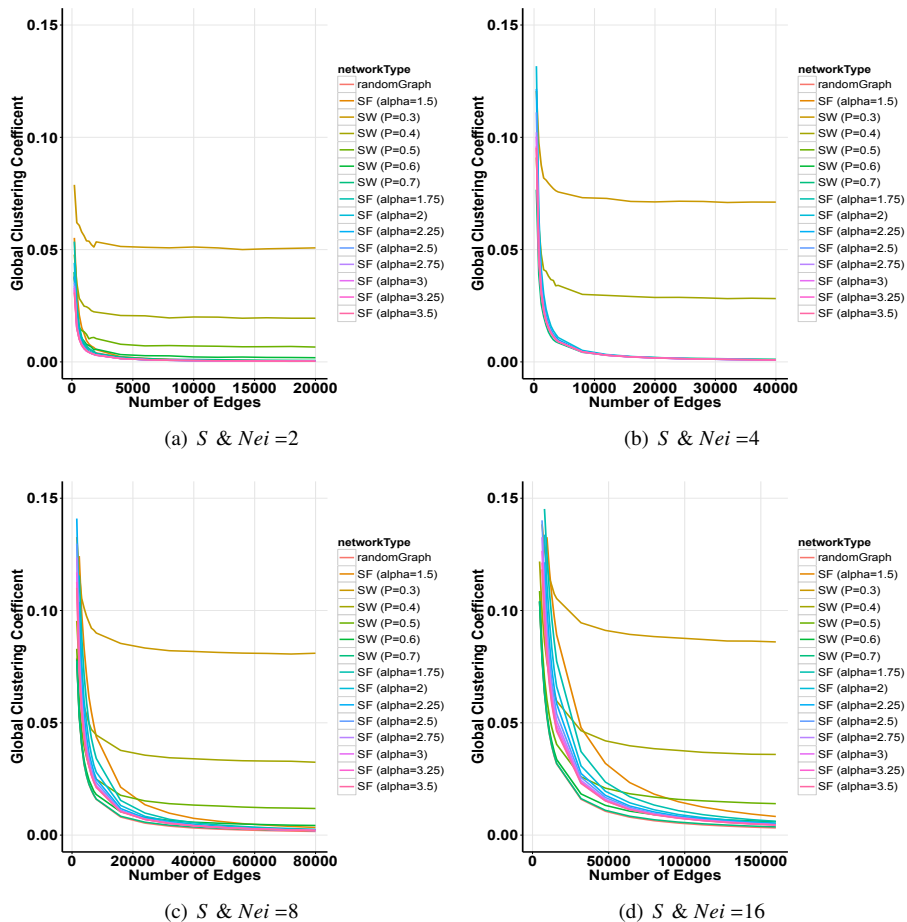 Global Clustering Coefficent
0.15
0.10
0.05
0.00
0
5000
10000
15000
20000
Number of Edges
networkType
randomGraph
SF (alpha=1.5)
SW (P=0.3)
SW (P=0.4)
SW (P=0.5)
SW (P=0.6)
SW (P=0.7)
SF (alpha=1.75)
SF (alpha=2)
SF (alpha=2.25)
SF (alpha=2.5)
SF (alpha=2.75)
SF (alpha=3)
SF (alpha=3.25)
SF (alpha=3.5)
(a) S & Nei =2
Global Clustering Coefficent
0.15
0.10
0.05
0.00
0
10000
20000
30000
40000
Number of Edges
networkType
randomGraph
SF (alpha=1.5)
SW (P=0.3)
SW (P=0.4)
SW (P=0.5)
SW (P=0.6)
SW (P=0.7)
SF (alpha=1.75)
SF (alpha=2)
SF (alpha=2.25)
SF (alpha=2.5)
SF (alpha=2.75)
SF (alpha=3)
SF (alpha=3.25)
SF (alpha=3.5)
(b) S & Nei =4
Global Clustering Coefficent
0.15
0.10
0.05
0.00
0
20000
40000
60000
80000
Number of Edges
networkType
randomGraph
SF (alpha=1.5)
SW (P=0.3)
SW (P=0.4)
SW (P=0.5)
SW (P=0.6)
SW (P=0.7)
SF (alpha=1.75)
SF (alpha=2)
SF (alpha=2.25)
SF (alpha=2.5)
SF (alpha=2.75)
SF (alpha=3)
SF (alpha=3.25)
SF (alpha=3.5)
(c) S & Nei =8
Global Clustering Coefficent
0.15
0.10
0.05
0.00
0
50000
100000
150000
Number of Edges
networkType
randomGraph
SF (alpha=1.5)
SW (P=0.3)
SW (P=0.4)
SW (P=0.5)
SW (P=0.6)
SW (P=0.7)
SF (alpha=1.75)
SF (alpha=2)
SF (alpha=2.25)
SF (alpha=2.5)
SF (alpha=2.75)
SF (alpha=3)
SF (alpha=3.25)
SF (alpha=3.5)
(d) S & Nei =16